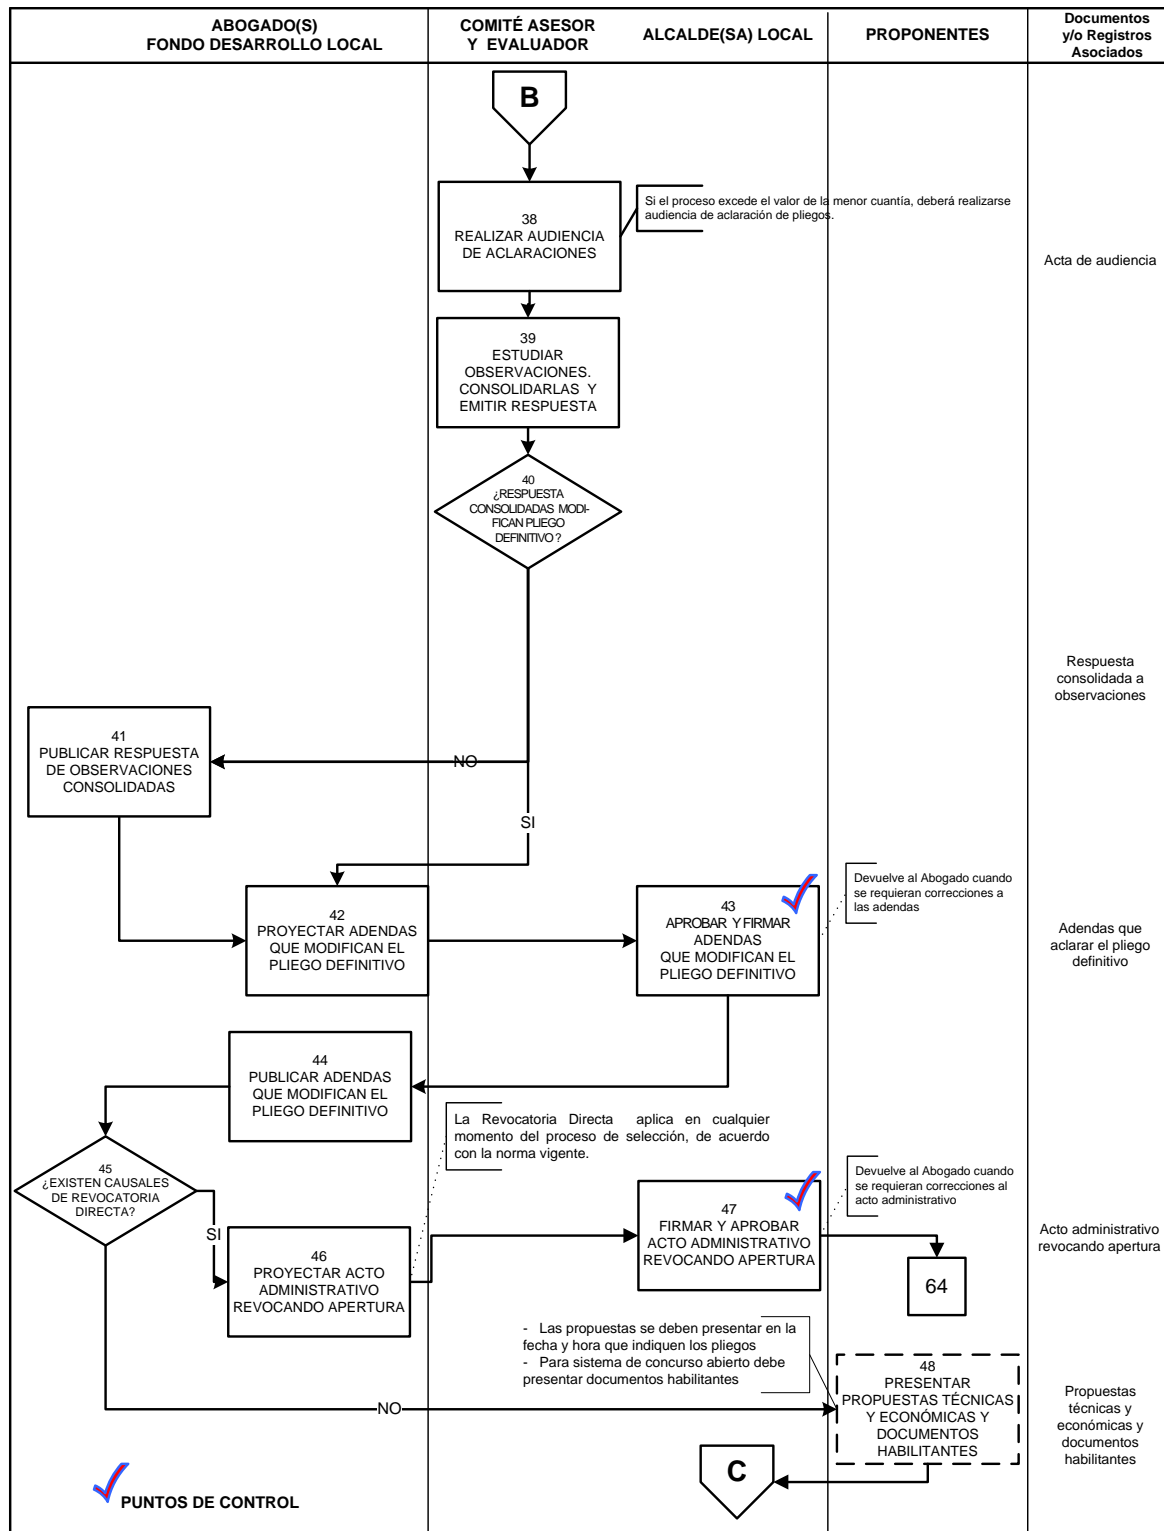 ABOGADO(S)
FONDO DESARROLLO LOCAL
COMITÉ ASESOR
Y EVALUADOR
ALCALDE(SA) LOCAL
PROPONENTES
Documentos
y/o Registros
Asociados
B
38
REALIZAR AUDIENCIA
DE ACLARACIONES
Si el proceso excede el valor de la menor cuantía, deberá realizarse
audiencia de aclaración de pliegos.
Acta de audiencia
39
ESTUDIAR
OBSERVACIONES.
CONSOLIDARLAS Y
EMITIR RESPUESTA
40
¿RESPUESTA
CONSOLIDADAS MODI-
FICAN PLIEGO
DEFINITIVO ?
Respuesta
consolidada a
observaciones
41
PUBLICAR RESPUESTA
DE OBSERVACIONES
CONSOLIDADAS
NO
SI
42
PROYECTAR ADENDAS
QUE MODIFICAN EL
PLIEGO DEFINITIVO
43
APROBAR Y FIRMAR
ADENDAS
QUE MODIFICAN EL
PLIEGO DEFINITIVO
Devuelve al Abogado cuando
se requieran correcciones a
las adendas
Adendas que
aclarar el pliego
definitivo
44
PUBLICAR ADENDAS
QUE MODIFICAN EL
PLIEGO DEFINITIVO
La Revocatoria Directa aplica en cualquier
momento del proceso de selección, de acuerdo
con la norma vigente.
45
¿EXISTEN CAUSALES
DE REVOCATORIA
DIRECTA?
SI
46
PROYECTAR ACTO
ADMINISTRATIVO
REVOCANDO APERTURA
47
FIRMAR Y APROBAR
ACTO ADMINISTRATIVO
REVOCANDO APERTURA
Devuelve al Abogado cuando
se requieran correcciones al
acto administrativo
64
Acto administrativo
revocando apertura
- Las propuestas se deben presentar en la
fecha y hora que indiquen los pliegos
- Para sistema de concurso abierto debe
presentar documentos habilitantes
NO
48
PRESENTAR
PROPUESTAS TÉCNICAS
Y ECONÓMICAS Y
DOCUMENTOS
HABILITANTES
Propuestas
técnicas y
económicas y
documentos
habilitantes
C
PUNTOS DE CONTROL